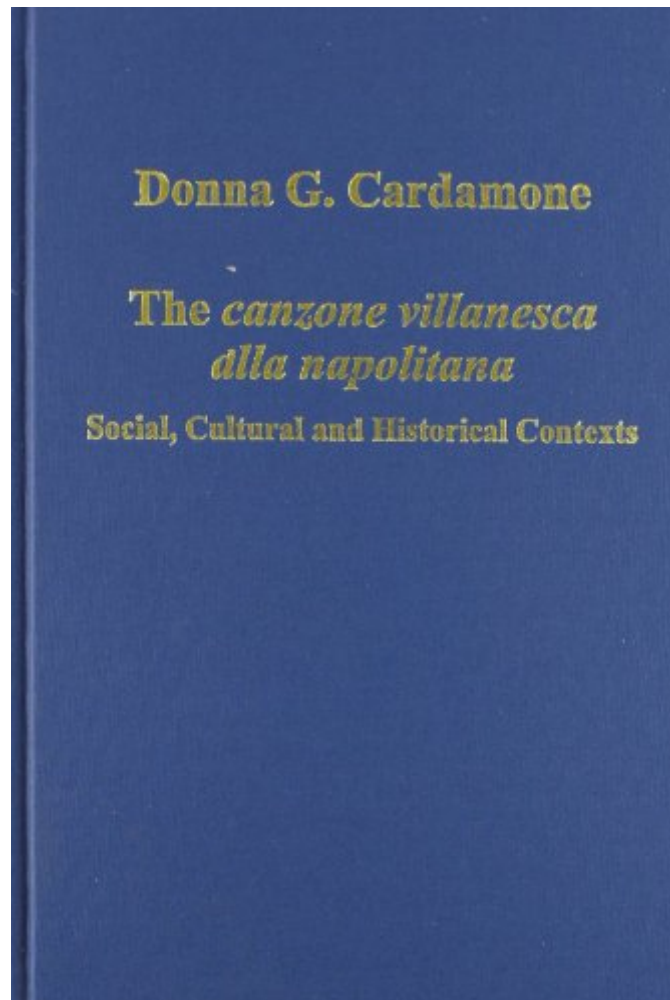 Donna G. Cardamone
The canzone villanesca
alla napolitana
Social, Cultural and Historical Contexts